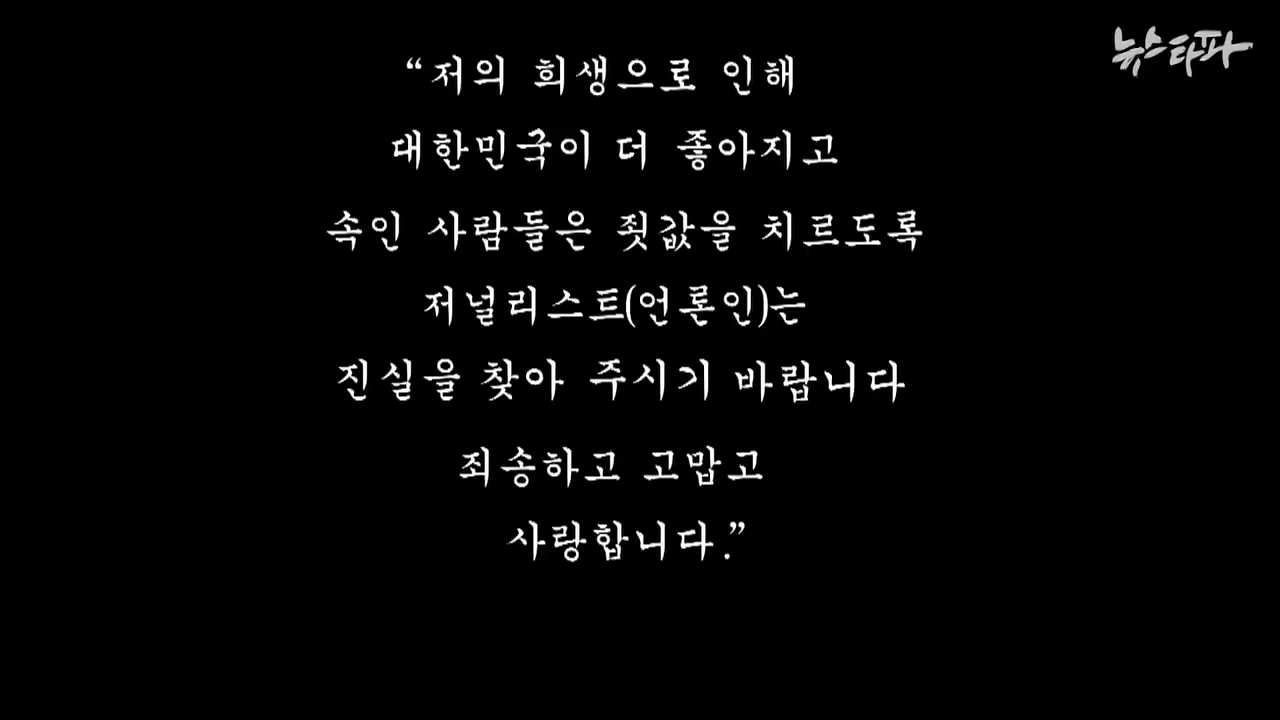 뉴스타파
“저의 희생으로 인해
대한민국이 더 좋아지고
속인 사람들은 죗값을 치르도록
저널리스트(언론인)는
진실을 찾아 주시기 바랍니다
죄송하고 고맙고
사랑합니다.”